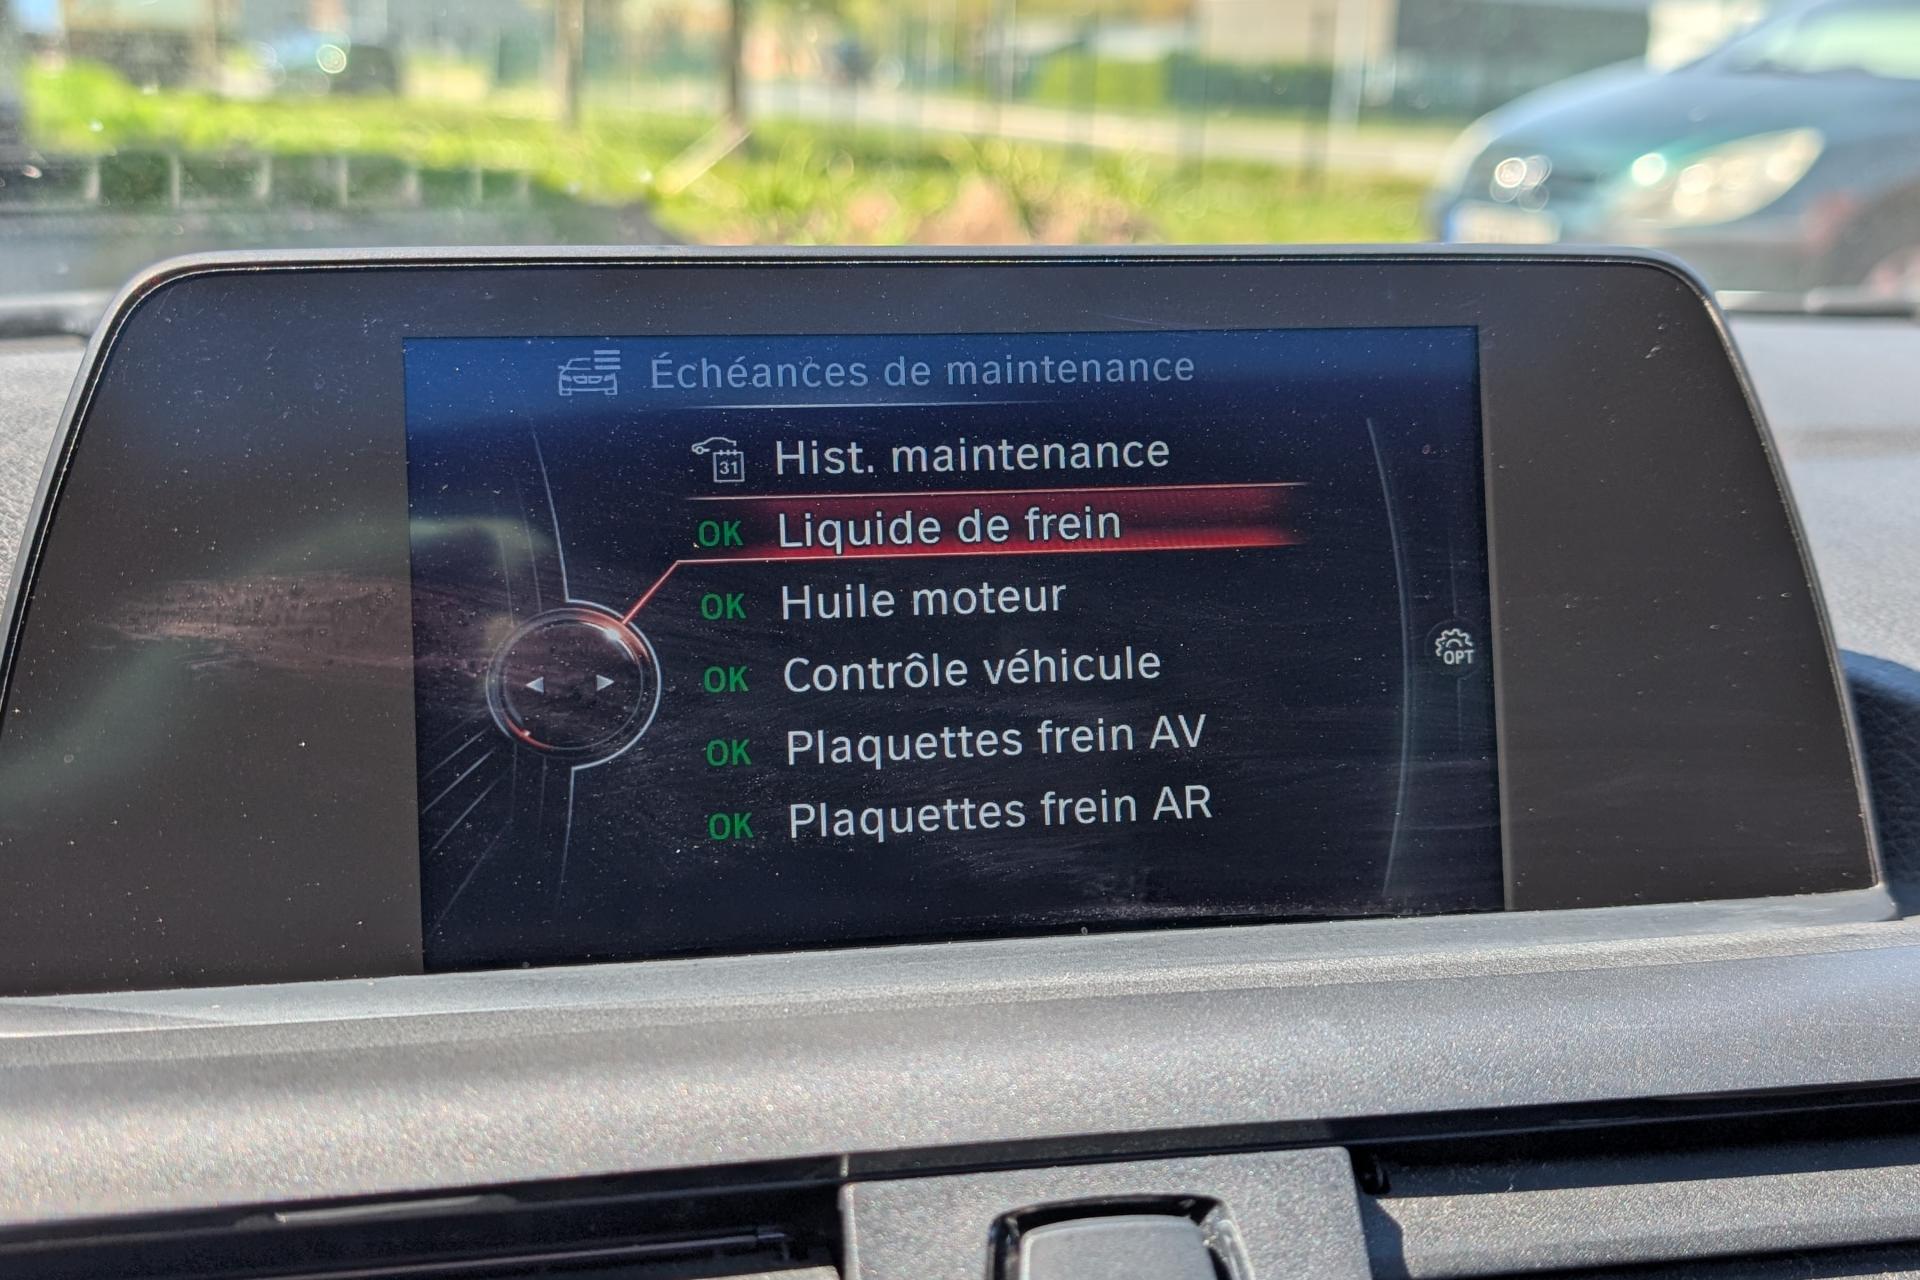 Échéances de maintenance
31 Hist. maintenance
OK Liquide de frein
OK Huile moteur
OK Contrôle véhicule
OPT
OK Plaquettes frein AV
OK Plaquettes frein AR